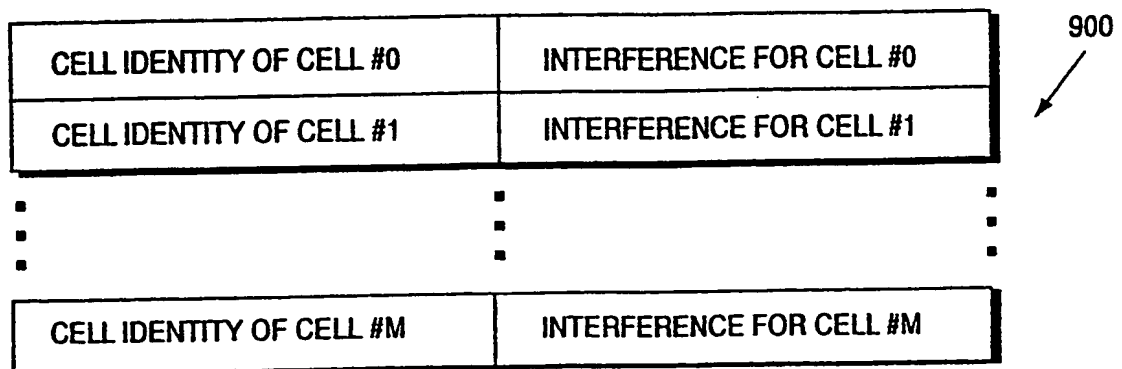 900
CELL IDENTITY OF CELL #0 INTERFERENCE FOR CELL #0
CELL IDENTITY OF CELL #1 INTERFERENCE FOR CELL #1
CELL IDENTITY OF CELL #M INTERFERENCE FOR CELL #M